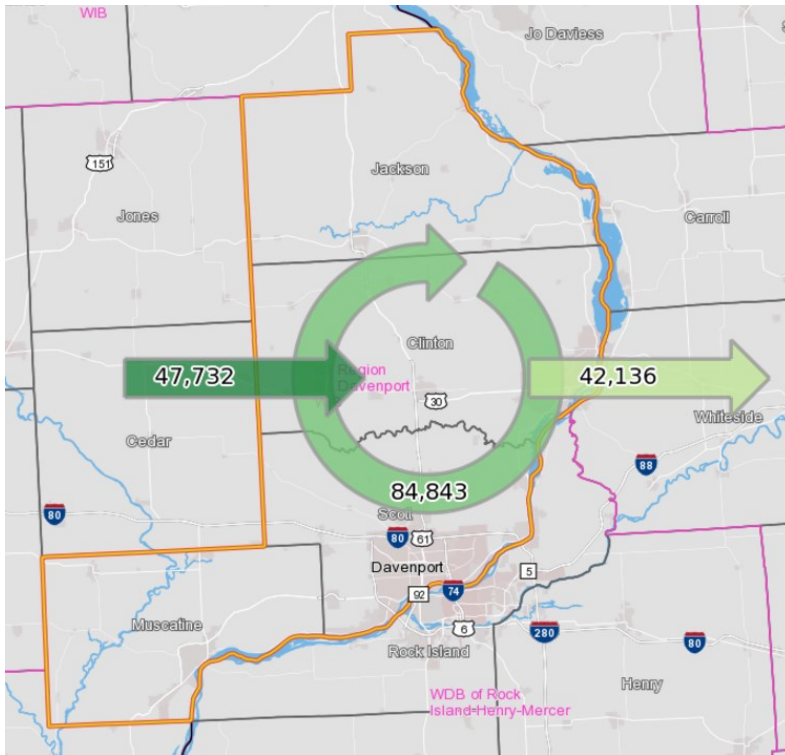 WIB
Jo Daviess
151
Jackson
Jones
Carroll
Clinton
47,732
Region
Davenport
42,136
30
Cedar
Whiteside
88
84,843
Scott
80
80
61
Davenport
5
74
92
Muscatine
6
280
80
Rock Island
Henry
WDB of Rock
Island-Henry-Mercer